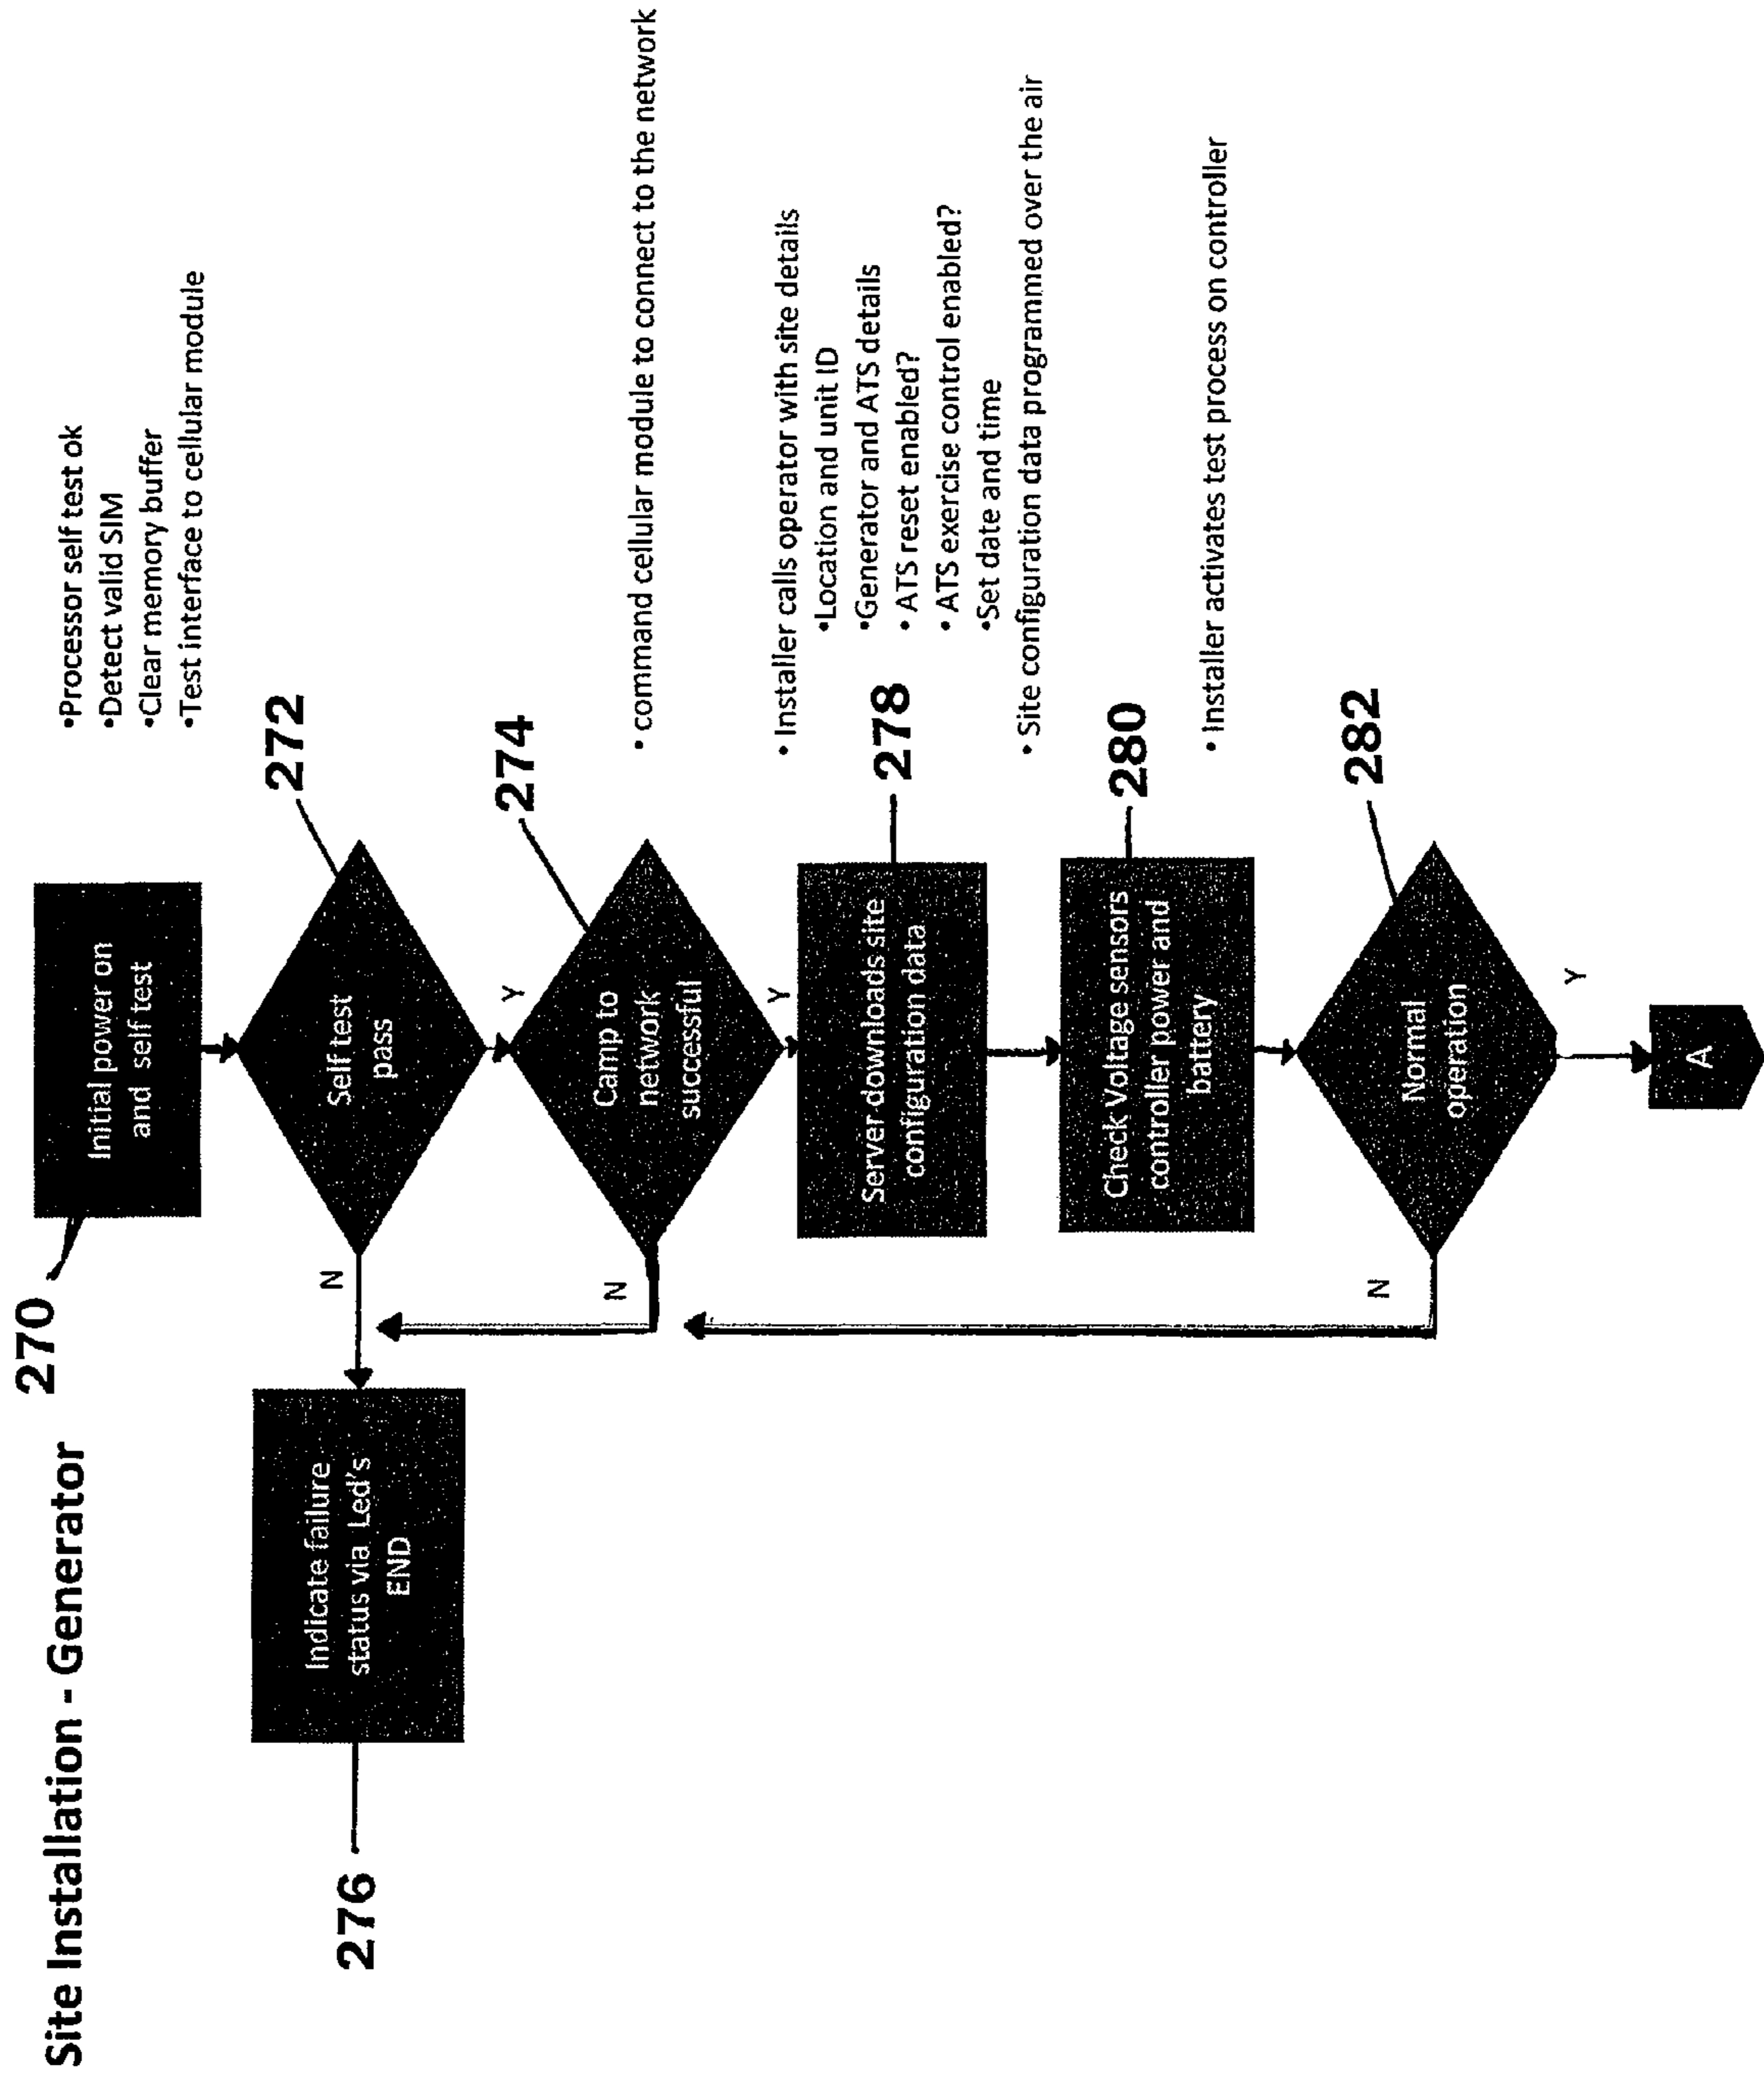 Site Installation - Generator
270
Initial power on
and self test
•Processor self test ok
•Detect valid SIM
•Clear memory buffer
•Test interface to cellular module
272
Self test
pass
N
Y
276
Indicate failure
status via Led's
END
274
Camp to
network
successful
N
Y
• command cellular module to connect to the network
• Installer calls operator with site details
•Location and unit ID
•Generator and ATS details
• ATS reset enabled?
• ATS exercise control enabled?
•Set date and time
• Site configuration data programmed over the air
278
Server downloads site
configuration data
280
Check Voltage sensors
controller power and
battery
• Installer activates test process on controller
282
Normal
operation
N
Y
A